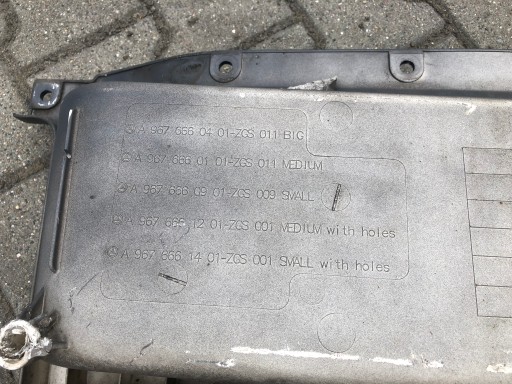 A 967 666 04 01-ZGS 011 BIG
A 967 666 01 01-ZGS 011 MEDIUM
A 967 666 09 01-ZGS 009 SMALL
A 967 666 12 01-ZGS 001 MEDIUM with holes
A 967 666 14 01-ZGS 001 SMALL with holes